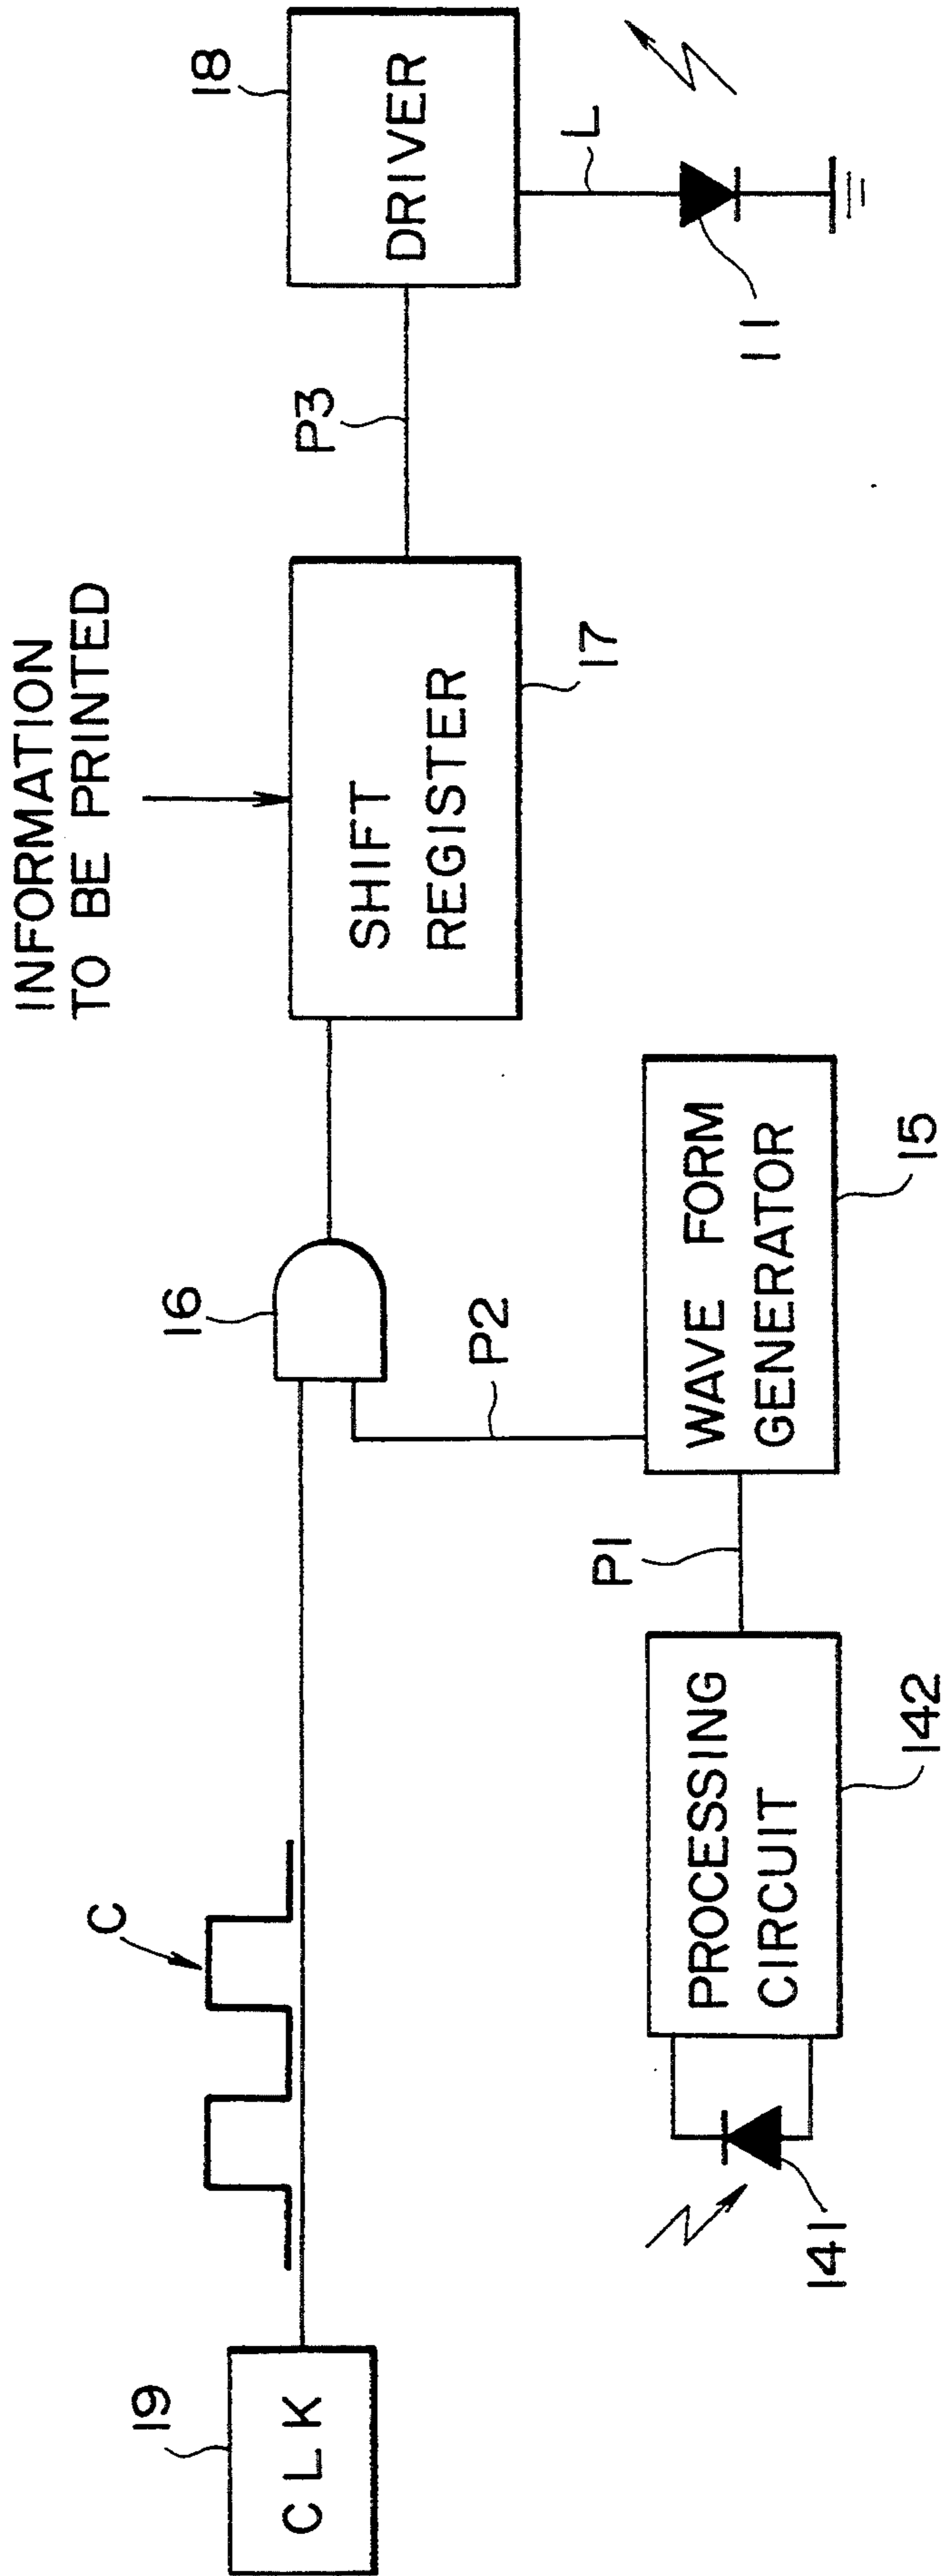 INFORMATION
TO BE PRINTED
19
CLK
C
16
SHIFT
REGISTER
17
P3
18
DRIVER
L
11
P2
141
PROCESSING
CIRCUIT
142
P1
WAVE FORM
GENERATOR
15